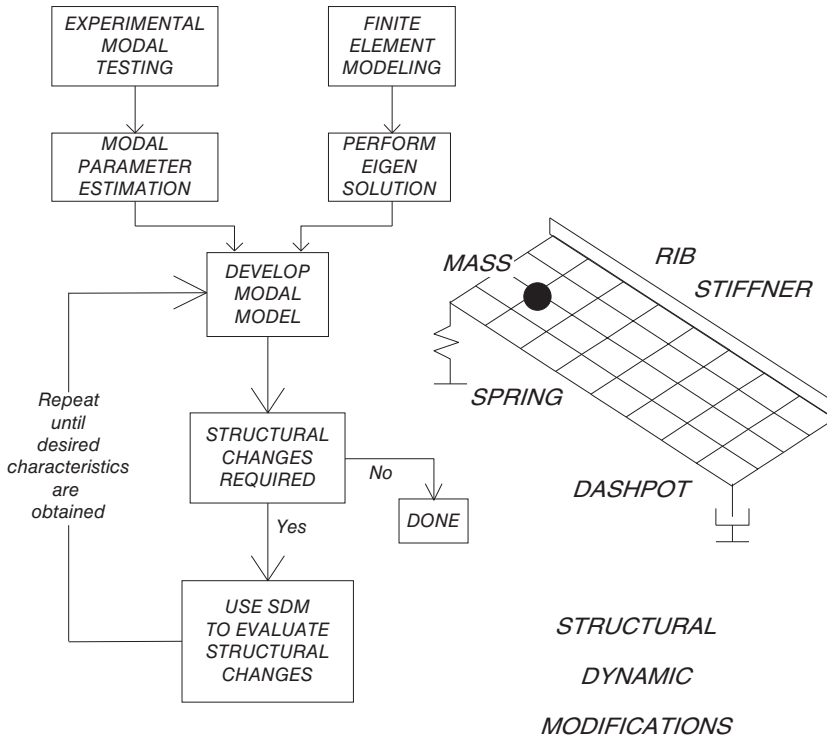 EXPERIMENTAL
MODAL
TESTING
FINITE
ELEMENT
MODELING
MODAL
PARAMETER
ESTIMATION
PERFORM
EIGEN
SOLUTION
DEVELOP
MODAL
MODEL
Repeat
until
desired
characteristics
are
obtained
STRUCTURAL
CHANGES
REQUIRED
No
DONE
Yes
USE SDM
TO EVALUATE
STRUCTURAL
CHANGES
MASS
RIB
STIFFNER
SPRING
DASHPOT
STRUCTURAL
DYNAMIC
MODIFICATIONS